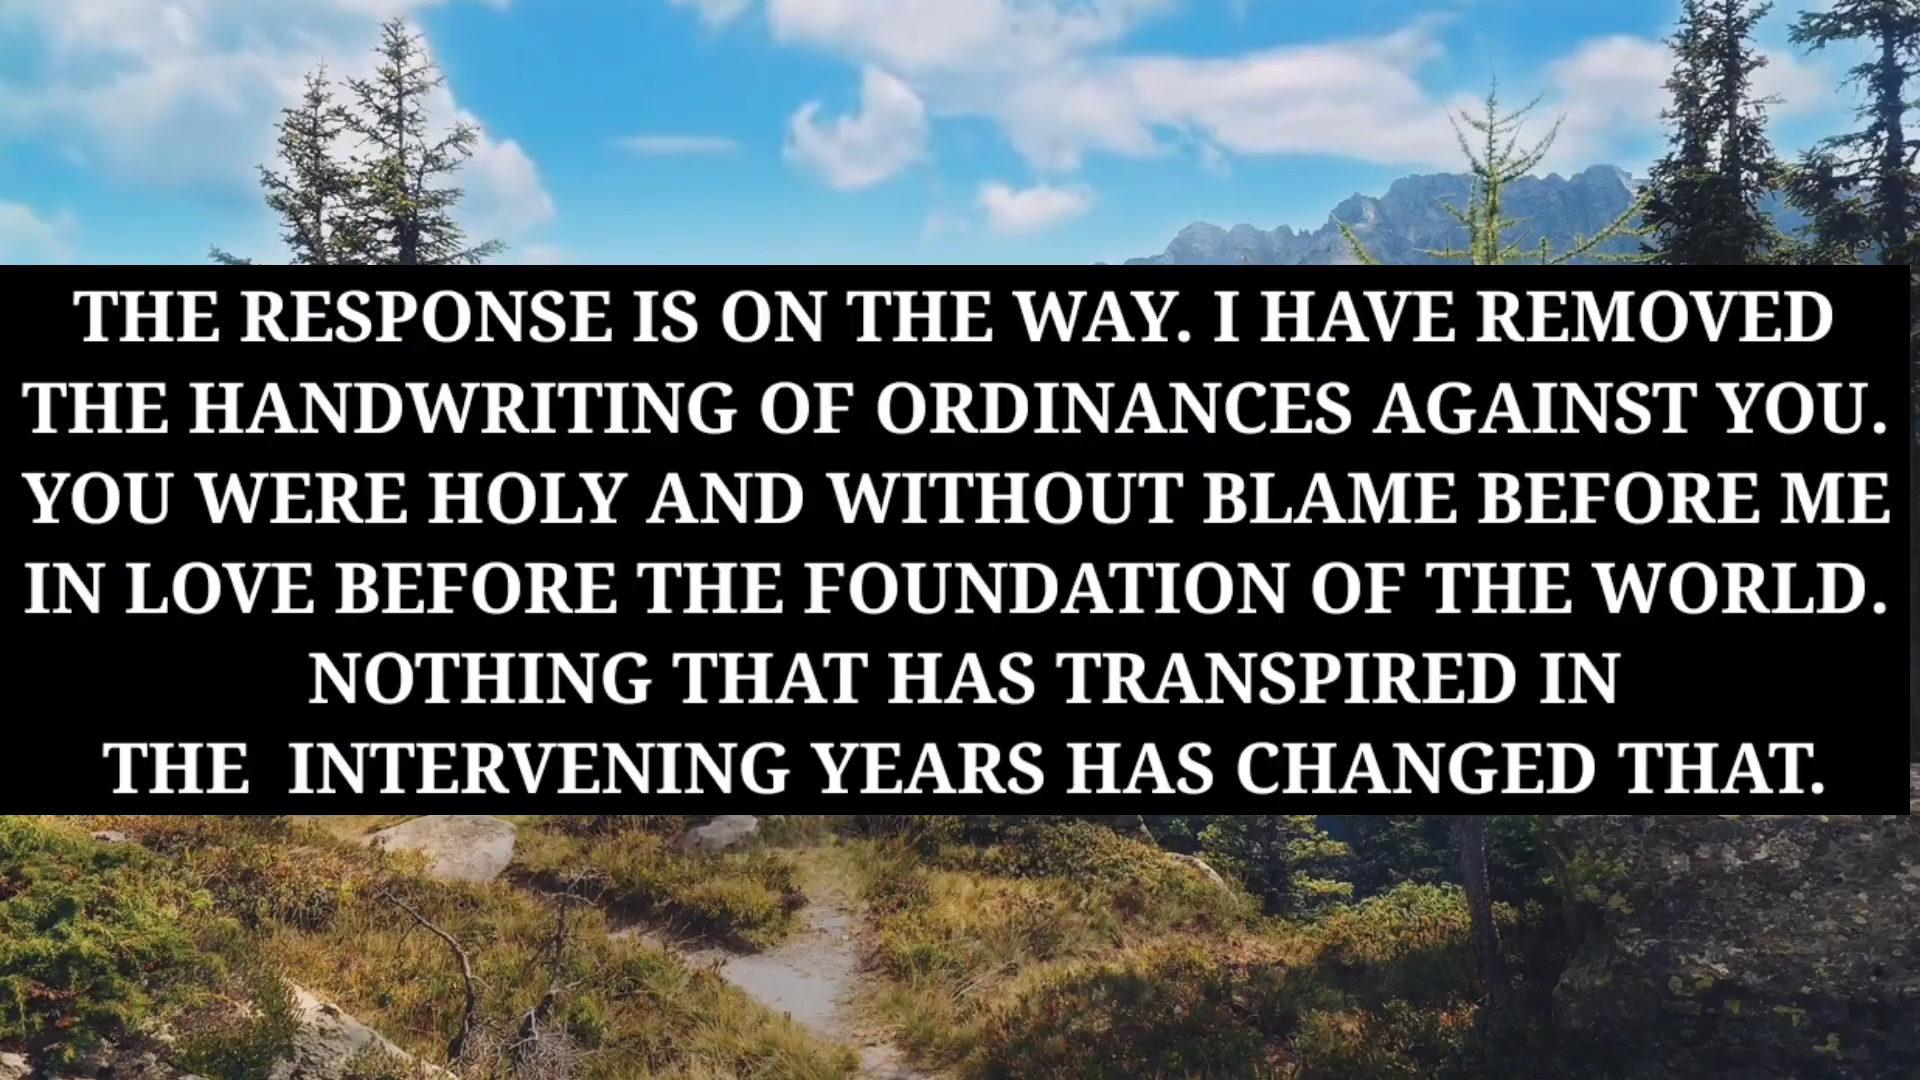 THE RESPONSE IS ON THE WAY. I HAVE REMOVED
THE HANDWRITING OF ORDINANCES AGAINST YOU.
YOU WERE HOLY AND WITHOUT BLAME BEFORE ME
IN LOVE BEFORE THE FOUNDATION OF THE WORLD.
NOTHING THAT HAS TRANSPIRED IN
THE  INTERVENING YEARS HAS CHANGED THAT.